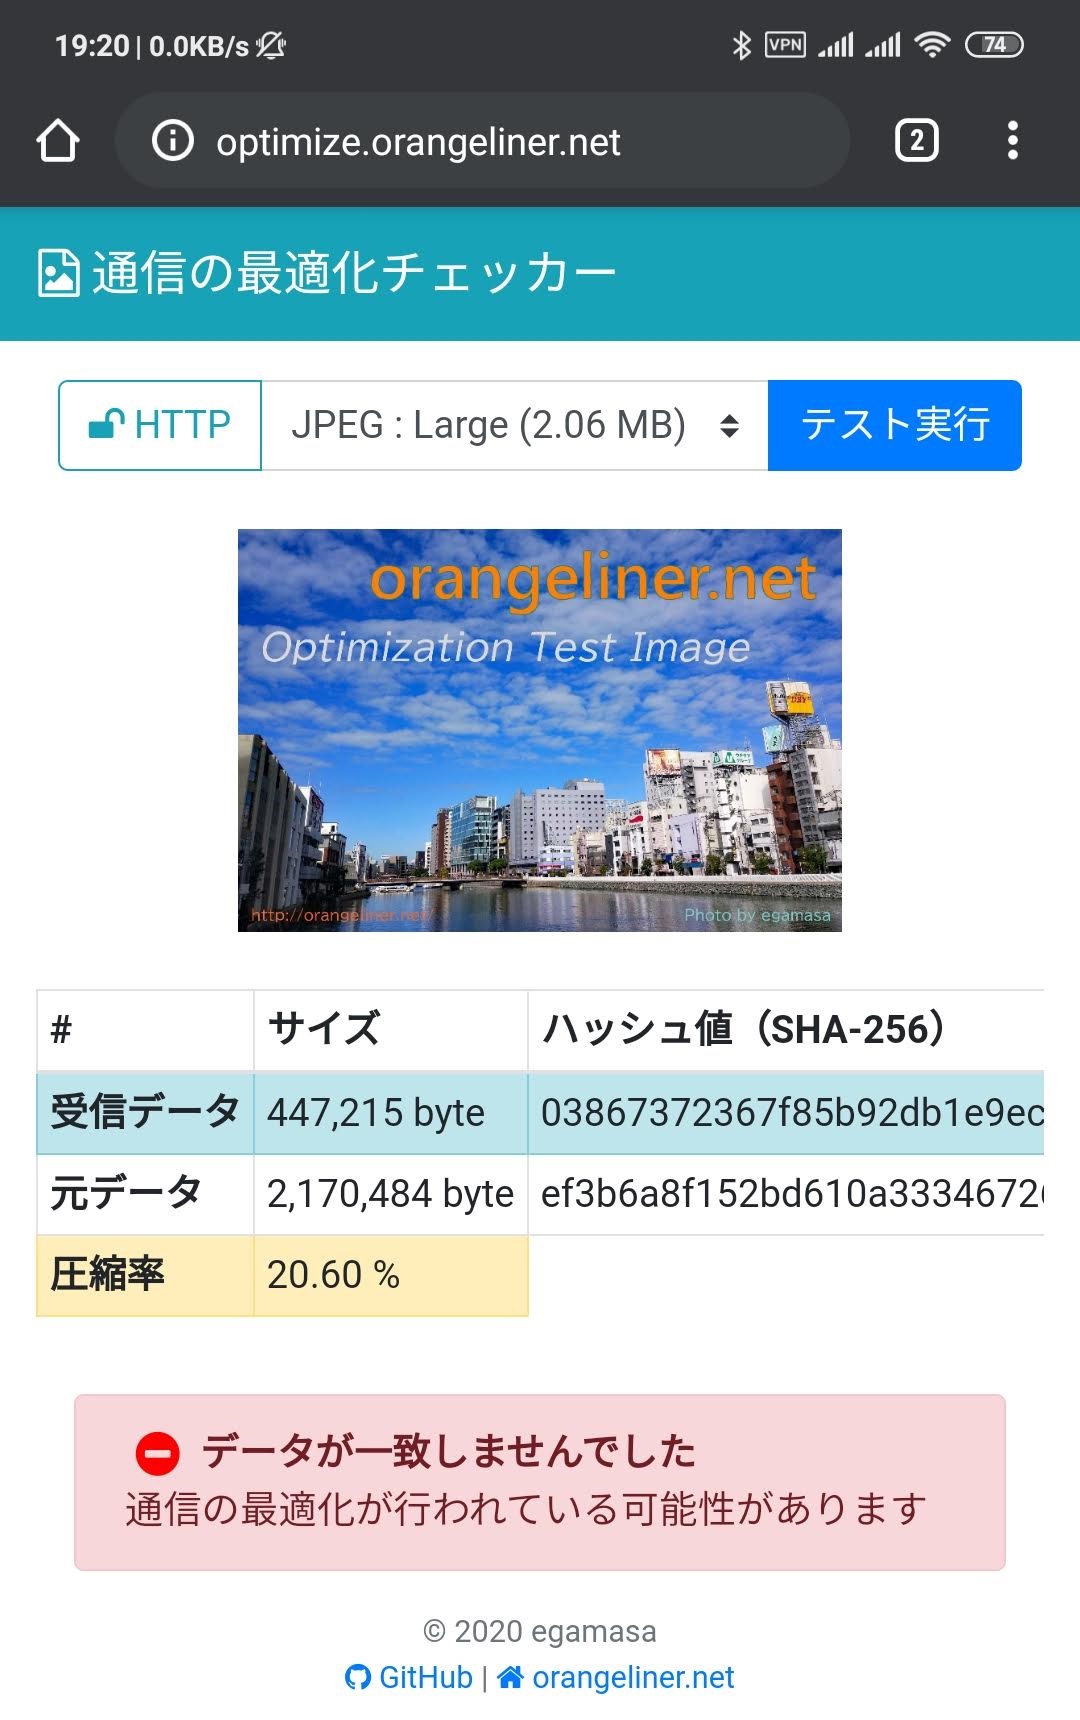 19:20 | 0.0KB/s
VPN
74
optimize.orangeliner.net
2
通信の最適化チェッカー
HTTP
JPEG : Large (2.06 MB)
テスト実行
orangeliner.net
Optimization Test Image
http://orangeliner.net/
Photo by egamasa
# サイズ ハッシュ値（SHA-256）
受信データ 447,215 byte 03867372367f85b92db1e9ec
元データ 2,170,484 byte ef3b6a8f152bd610a3334672
圧縮率 20.60 %
データが一致しませんでした
通信の最適化が行われている可能性があります
© 2020 egamasa
GitHub | orangeliner.net